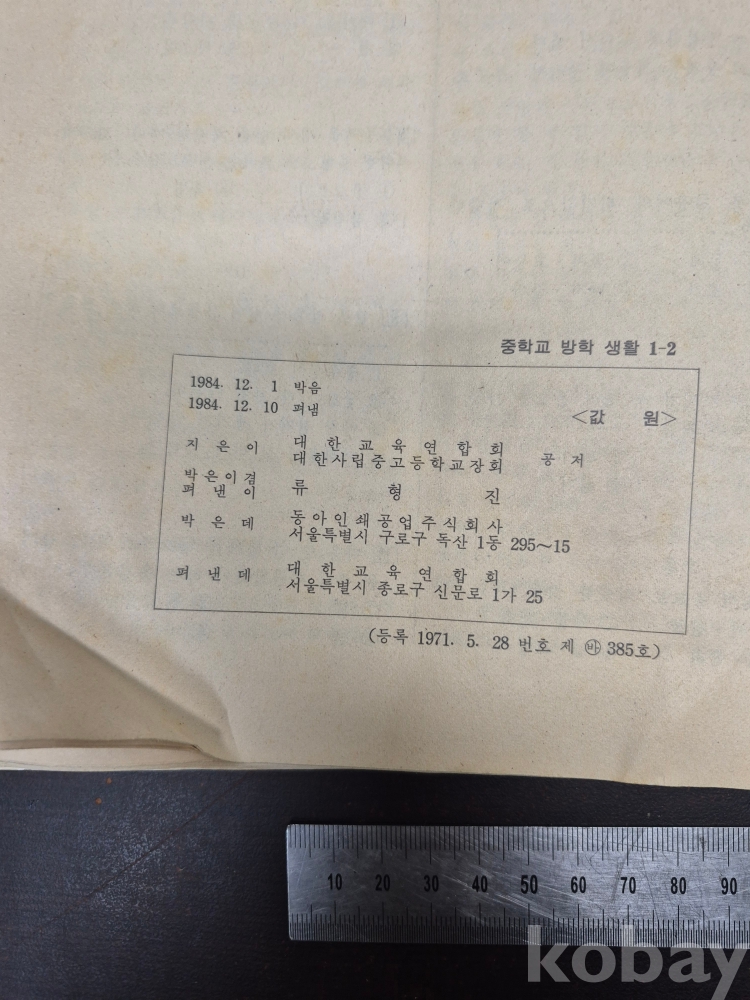 중학교 방학 생활 1-2
1984. 12. 1 박음
1984. 12. 10 펴냄
<값 원>
지 은 이 대 한 교 육 연 합 회
대한사립중고등학교장회 공 저
박은이겸
펴 낸 이 류 형 진
박 은 데 동아인쇄공업주식회사
서울특별시 구로구 독산 1동 295~15
펴 낸 데 대 한 교 육 연 합 회
서울특별시 종로구 신문로 1가 25
(등록 1971. 5. 28 번호 제 ㉳ 385호)
10 20 30 40 50 60 70 80 90
kobay